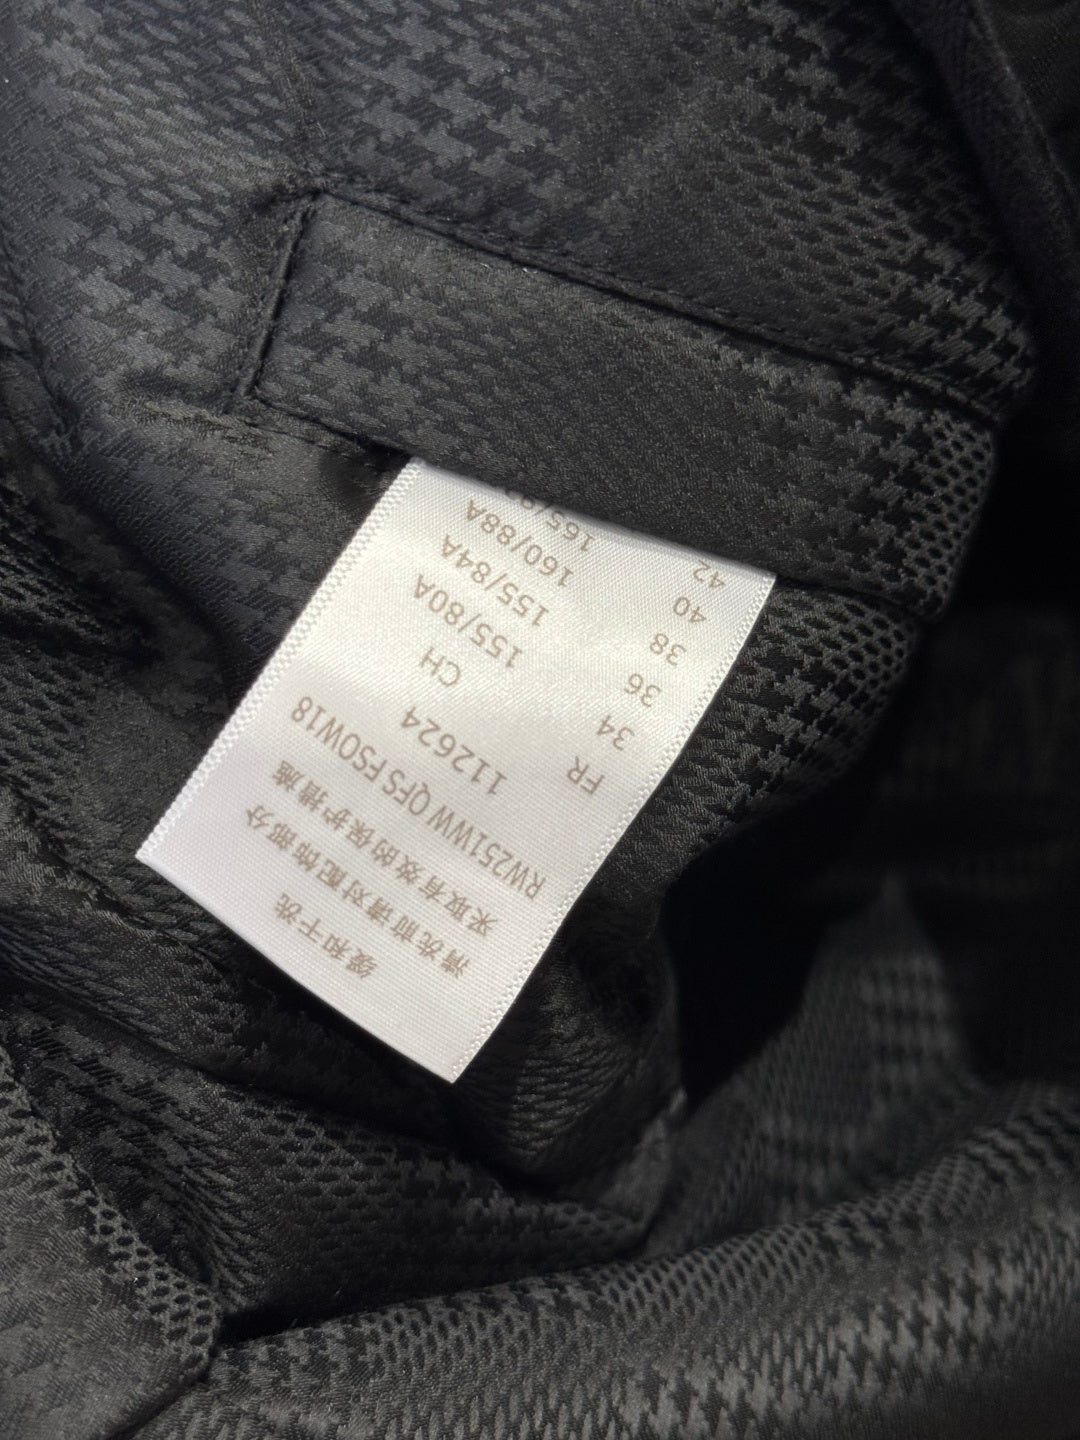 缓和干洗
清洗前请对配饰部分
采取有效的保护措施
RW251WW QFS FSOW18
112624
FR CH
34 155/80A
36 155/84A
38 160/88A
40
42